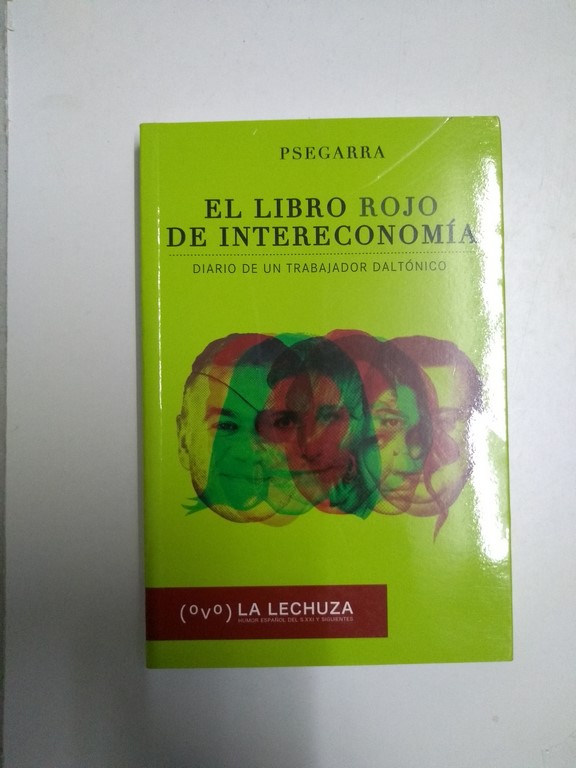 PSEGARRA
EL LIBRO ROJO
DE INTERECONOMÍA
DIARIO DE UN TRABAJADOR DALTÓNICO
(ºvº) LA LECHUZA
HUMOR ESPAÑOL DEL S.XXI Y SIGUIENTES